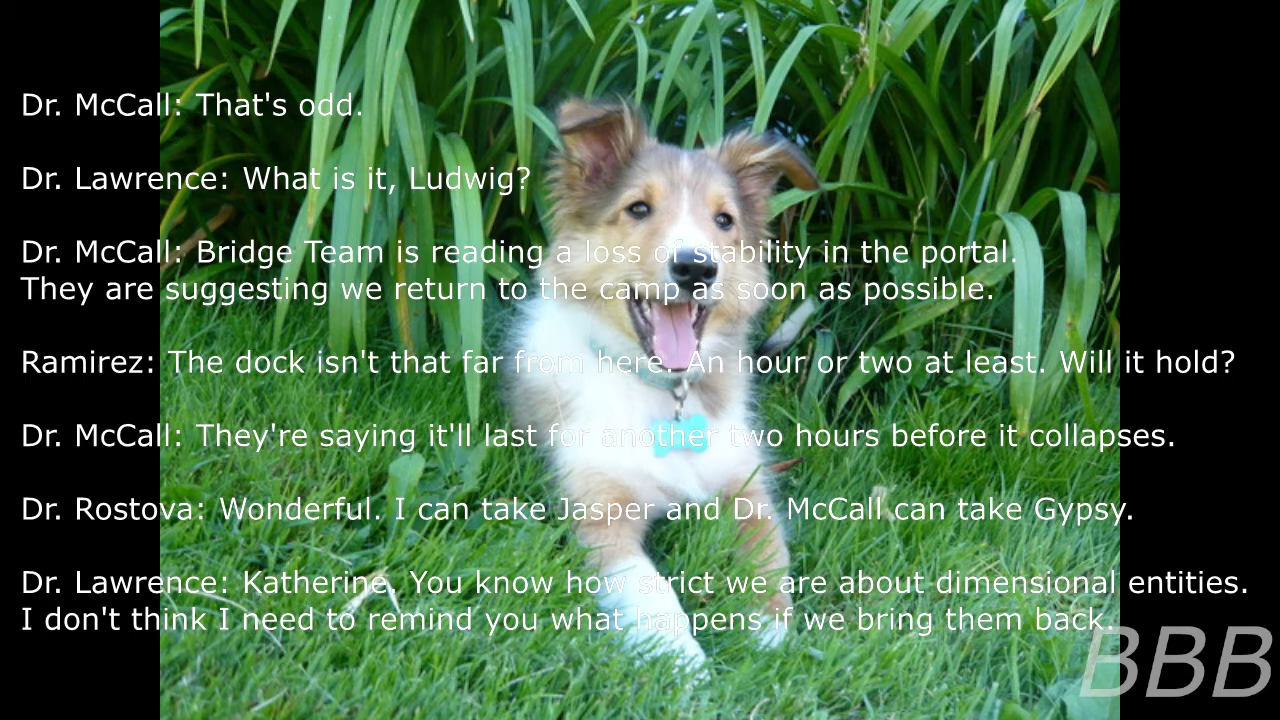 Dr. McCall: That's odd.
Dr. Lawrence: What is it, Ludwig?
Dr. McCall: Bridge Team is reading a loss of stability in the portal.
They are suggesting we return to the camp as soon as possible.
Ramirez: The dock isn't that far from here. An hour or two at least. Will it hold?
Dr. McCall: They're saying it'll last for another two hours before it collapses.
Dr. Rostova: Wonderful. I can take Jasper and Dr. McCall can take Gypsy.
Dr. Lawrence: Katherine. You know how strict we are about dimensional entities.
I don't think I need to remind you what happens if we bring them back.
BBB